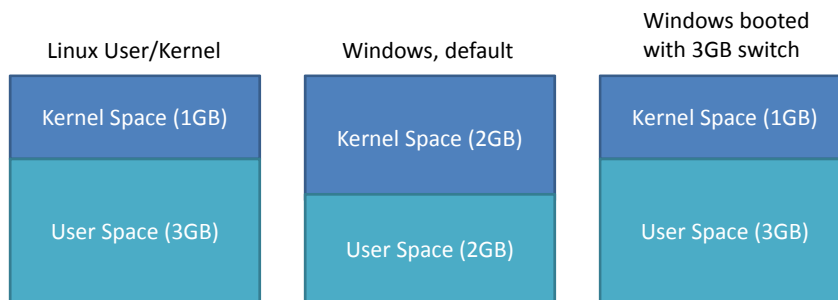 Linux User/Kernel
Kernel Space (1GB)
User Space (3GB)
Windows, default
Kernel Space (2GB)
User Space (2GB)
Windows booted
with 3GB switch
Kernel Space (1GB)
User Space (3GB)